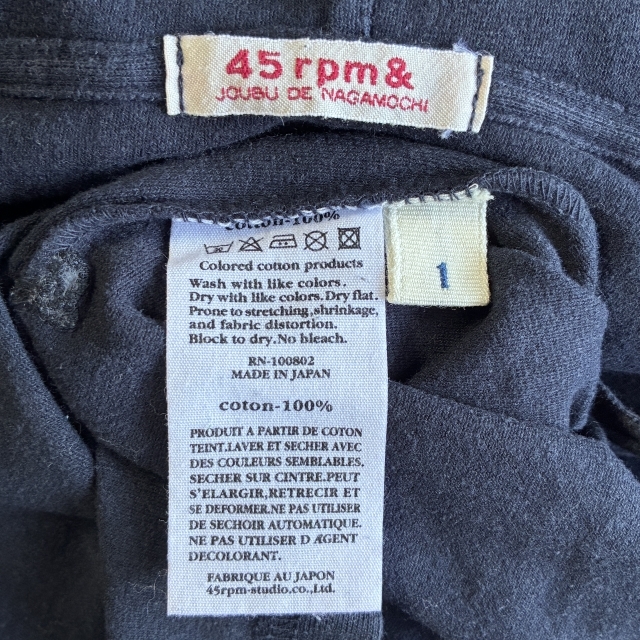 45rpm&
JOUBU DE NAGAMOCHI
cotton-100%
1
Colored cotton products
Wash with like colors.
Dry with like colors. Dry flat.
Prone to stretching,shrinkage,
and fabric distortion.
Block to dry.No bleach.
RN-100802
MADE IN JAPAN
coton-100%
PRODUIT A PARTIR DE COTON
TEINT.LAVER ET SECHER AVEC
DES COULEURS SEMBLABLES.
SECHER SUR CINTRE.PEUT
S'ELARGIR,RETRECIR ET
SE DEFORMER.NE PAS UTILISER
DE SECHOIR AUTOMATIQUE.
NE PAS UTILISER D'AGENT
DECOLORANT.
FABRIQUE AU JAPON
45rpm-studio.co.,Ltd.